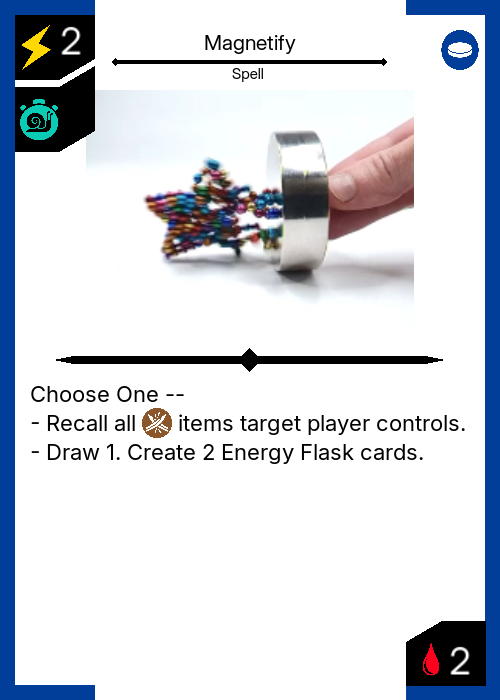 2
Magnetify
Spell
Choose One --
- Recall all items target player controls.
- Draw 1. Create 2 Energy Flask cards.
2